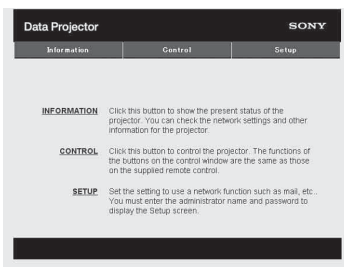 Data Projector
SONY
Information Control Setup
INFORMATION Click this button to show the present status of the
projector. You can check the network settings and other
information for the projector.
CONTROL Click this button to control the projector. The functions of
the buttons on the control window are the same as those
on the supplied remote control.
SETUP Set the setting to use a network function such as mail, etc..
You must enter the administrator name and password to
display the Setup screen.